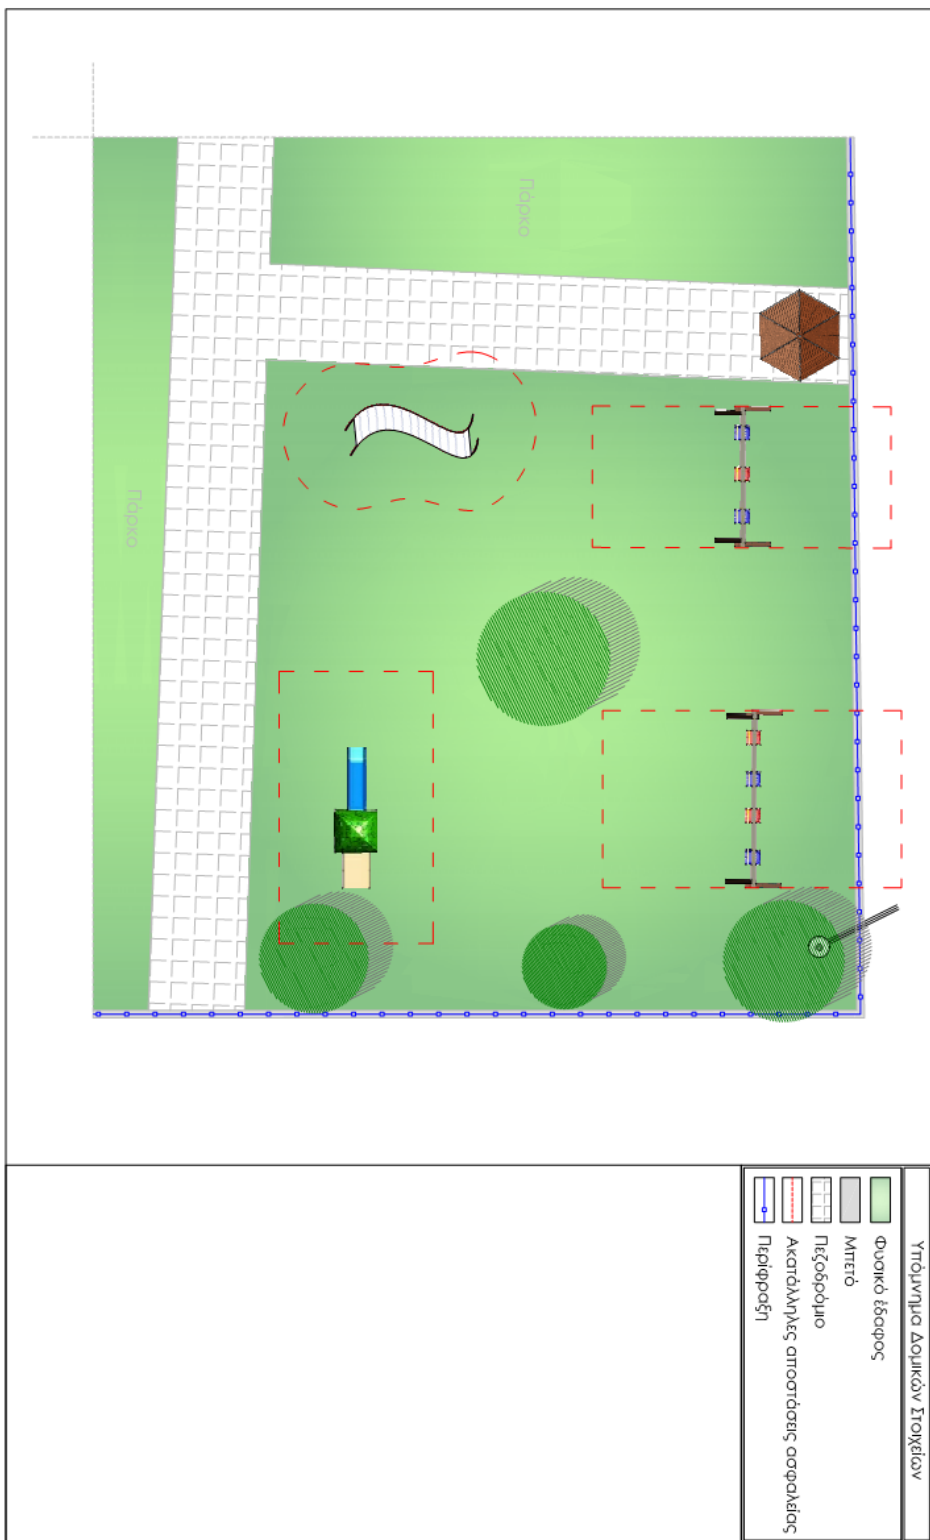 Πάρκο
Πάρκο
Υπόμνημα Δομικών Στοιχείων
Φυσικό έδαφος
Μπετό
Πεζοδρόμιο
Ακατάλληλες αποστάσεις ασφαλείας
Περίφραξη